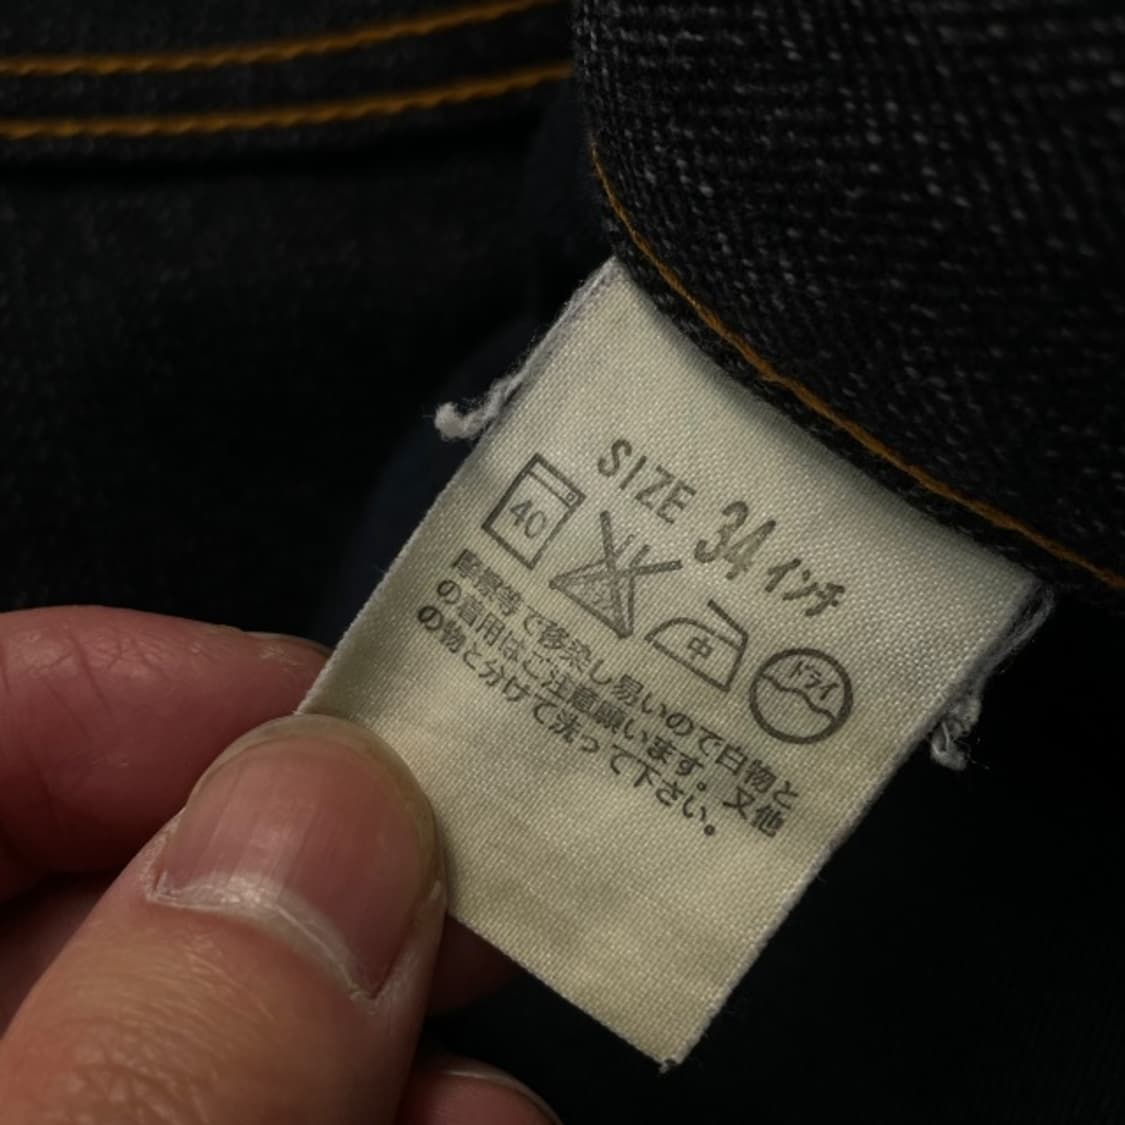 SIZE 34 インチ
40
中
ドライ
摩擦等で移染し易いので白物と
の着用はご注意願います。又他
の物と分けて洗って下さい。